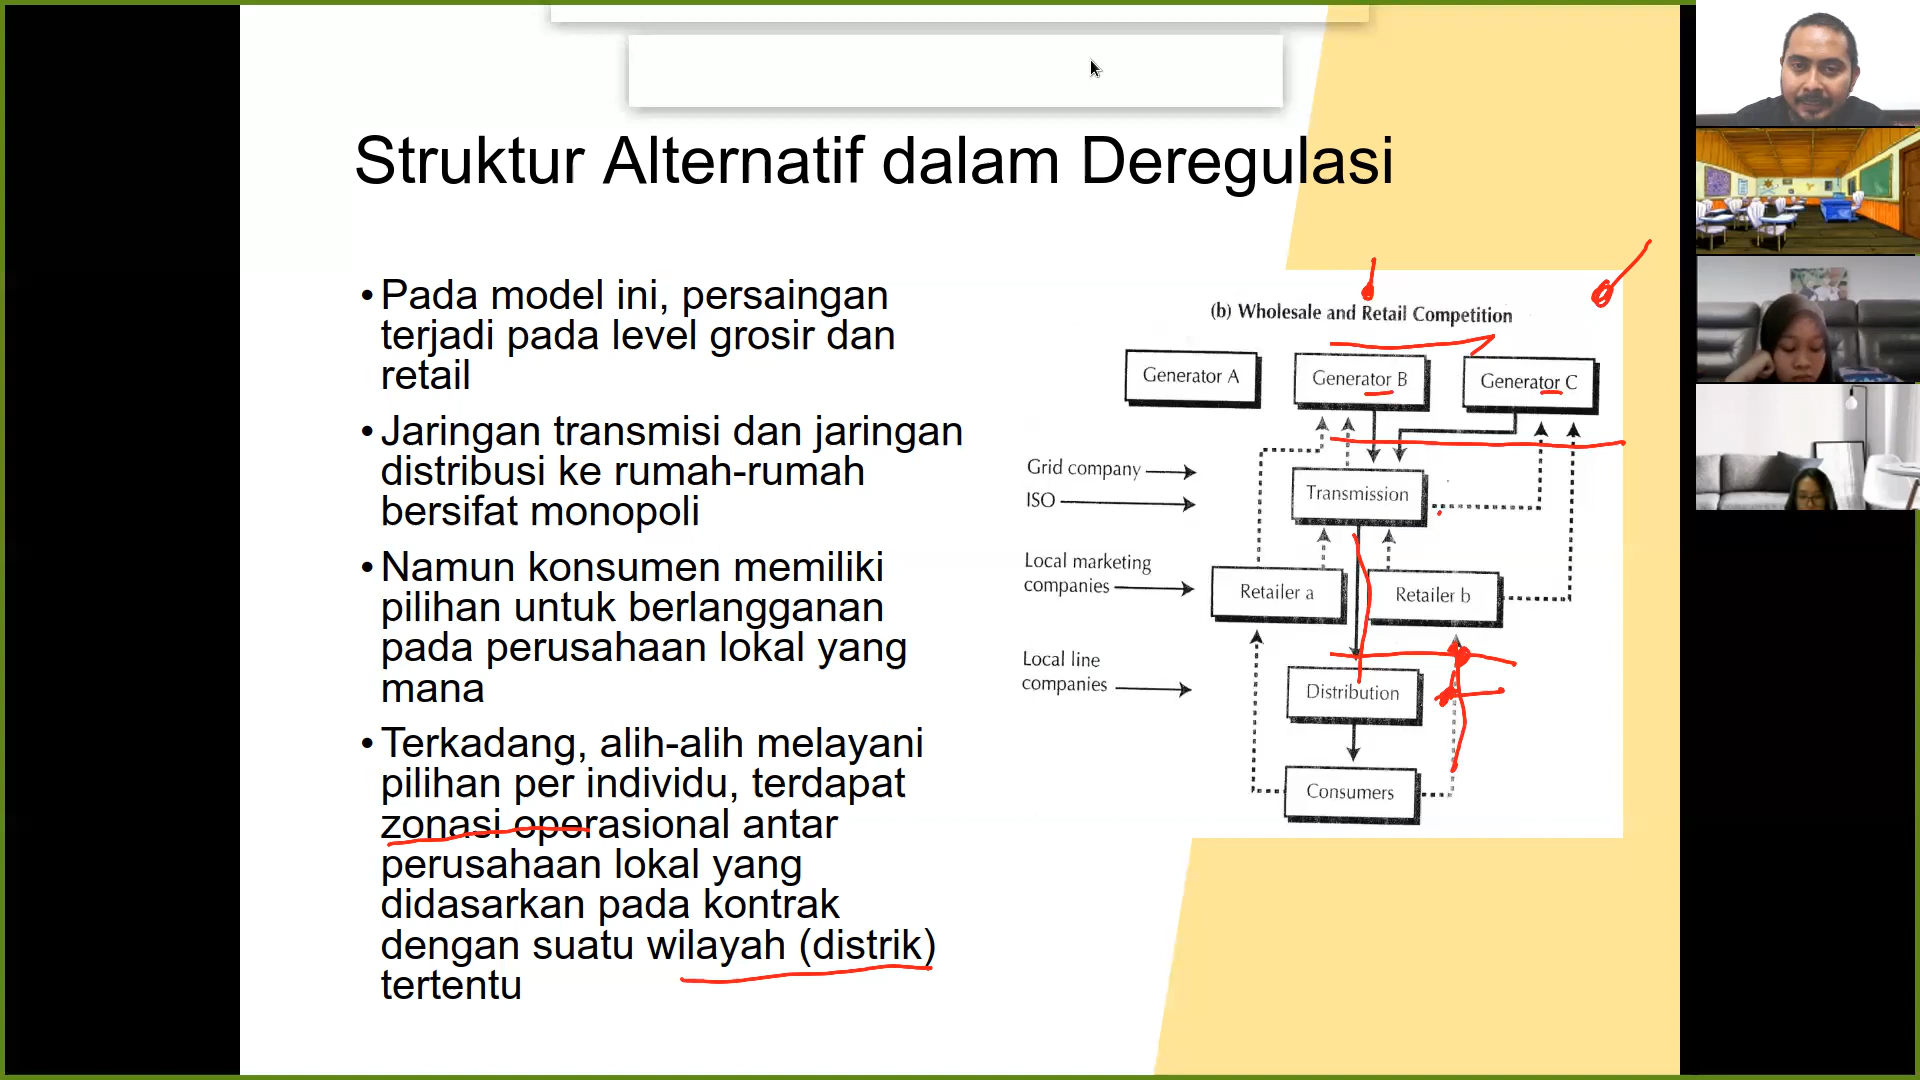 Struktur Alternatif dalam Deregulasi
•Pada model ini, persaingan
terjadi pada level grosir dan
retail
•Jaringan transmisi dan jaringan
distribusi ke rumah-rumah
bersifat monopoli
•Namun konsumen memiliki
pilihan untuk berlangganan
pada perusahaan lokal yang
mana
•Terkadang, alih-alih melayani
pilihan per individu, terdapat
zonasi operasional antar
perusahaan lokal yang
didasarkan pada kontrak
dengan suatu wilayah (distrik)
tertentu
(b) Wholesale and Retail Competition
Generator A
Generator B
Generator C
Grid company
ISO
Transmission
Local marketing
companies
Retailer a
Retailer b
Local line
companies
Distribution
Consumers